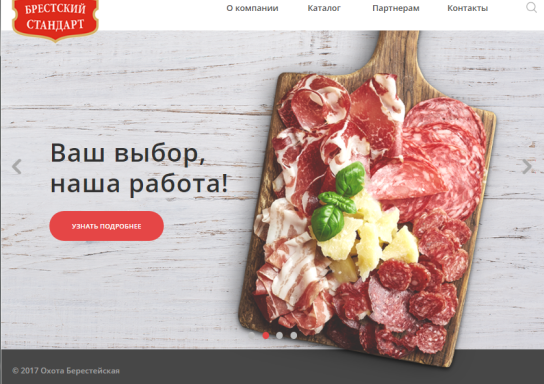 БРЕСТСКИЙ
СТАНДАРТ
О компании Каталог Партнерам Контакты
Ваш выбор,
наша работа!
УЗНАТЬ ПОДРОБНЕЕ
© 2017 Охота Берестейская